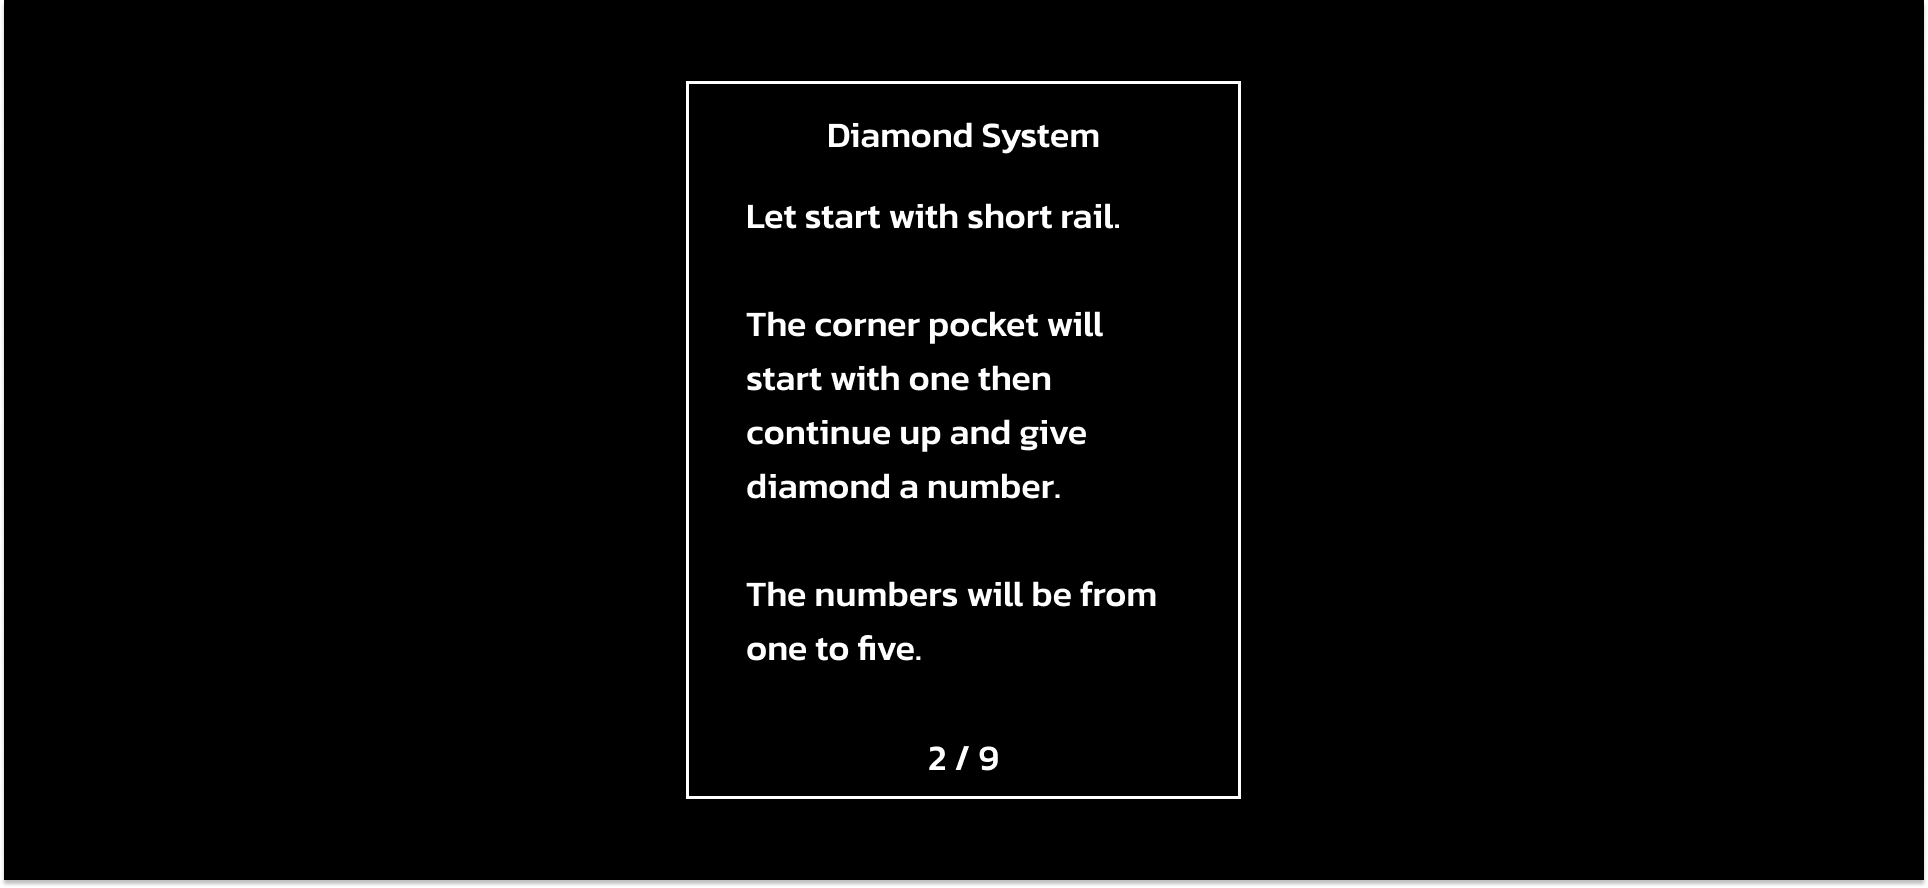 Diamond System
Let start with short rail.
The corner pocket will
start with one then
continue up and give
diamond a number.
The numbers will be from
one to five.
2 / 9